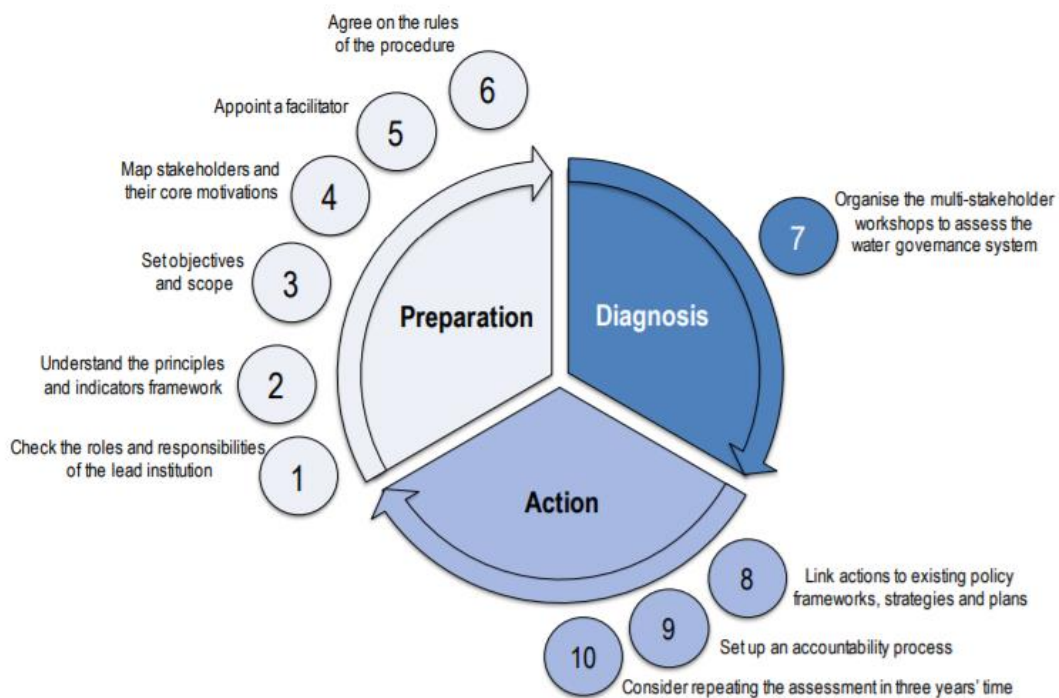 Agree on the rules
of the procedure
6
Appoint a facilitator
5
Map stakeholders and
their core motivations
4
Set objectives
and scope
3
Understand the principles
and indicators framework
2
Check the roles and responsibilities
of the lead institution
1
Preparation
Diagnosis
7
Organise the multi-stakeholder
workshops to assess the
water governance system
Action
8
Link actions to existing policy
frameworks, strategies and plans
9
Set up an accountability process
10
Consider repeating the assessment in three years' time